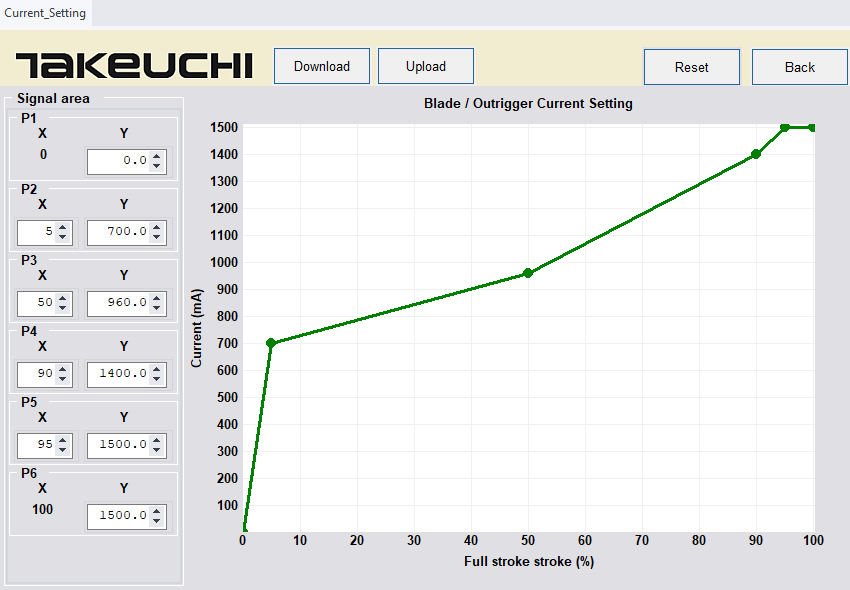 Current_Setting
TAKEUCHI
Download
Upload
Reset
Back
Signal area
P1
X Y
0 0.0
P2
X Y
5 700.0
P3
X Y
50 960.0
P4
X Y
90 1400.0
P5
X Y
95 1500.0
P6
X Y
100 1500.0
Blade / Outrigger Current Setting
Current (mA)
1500
1400
1300
1200
1100
1000
900
800
700
600
500
400
300
200
100
0 10 20 30 40 50 60 70 80 90 100
Full stroke stroke (%)